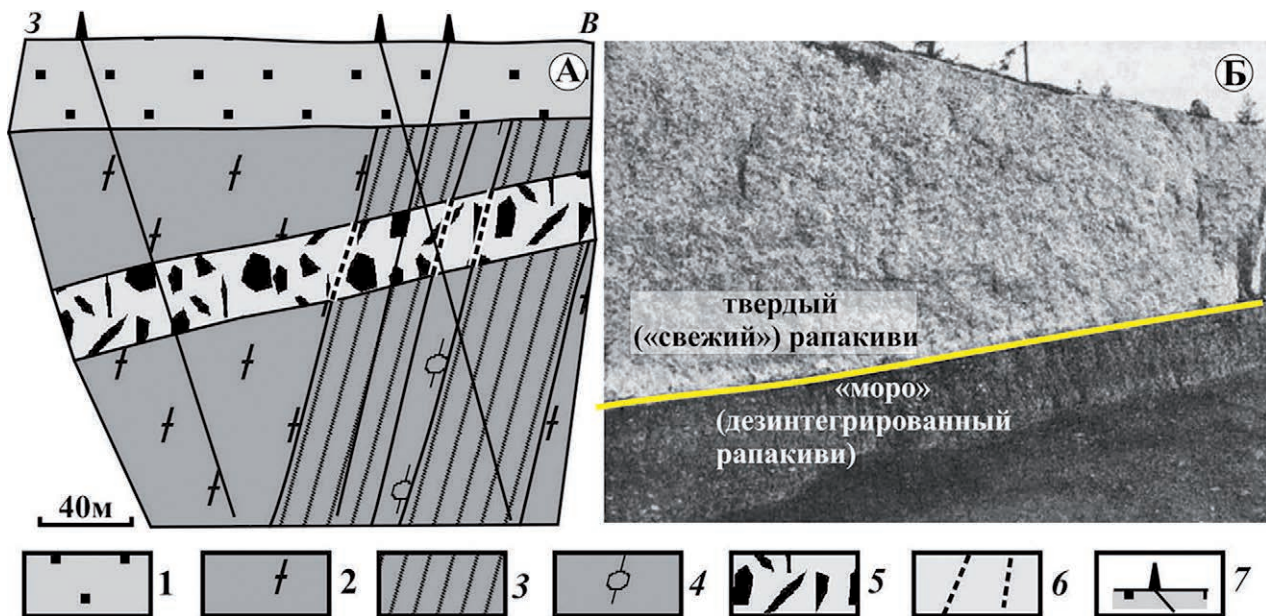 З
В
А
Б
твердый
(«свежий») рапакиви
«моро»
(дезинтегрированный
рапакиви)
40м
1
2
3
4
5
6
7